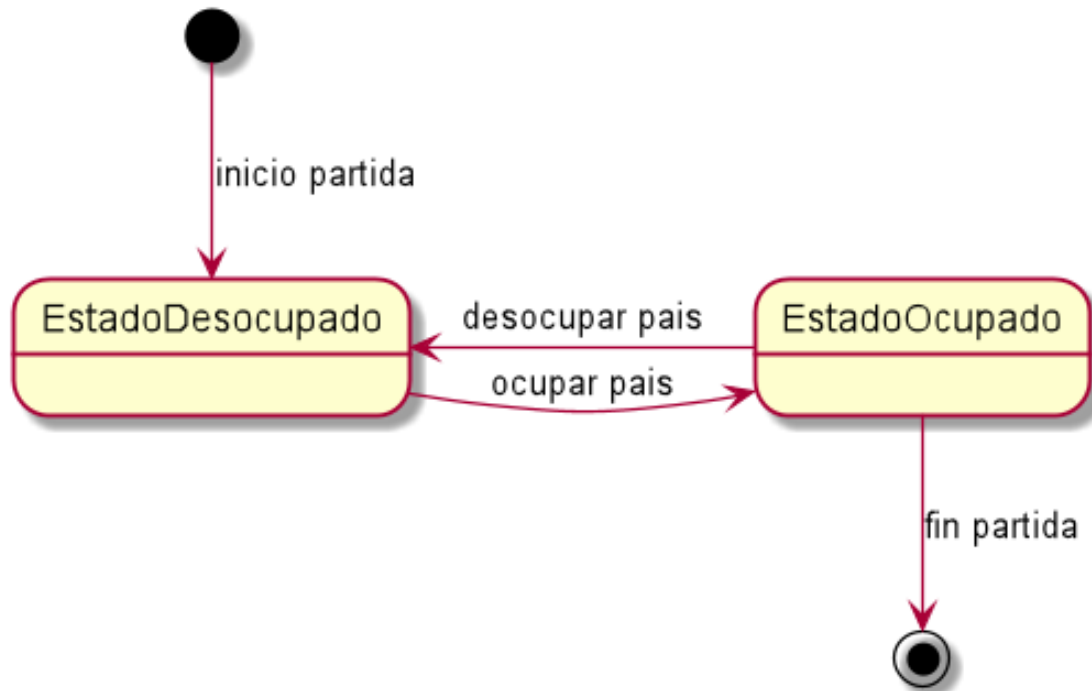 inicio partida
EstadoDesocupado
desocupar pais
EstadoOcupado
ocupar pais
fin partida